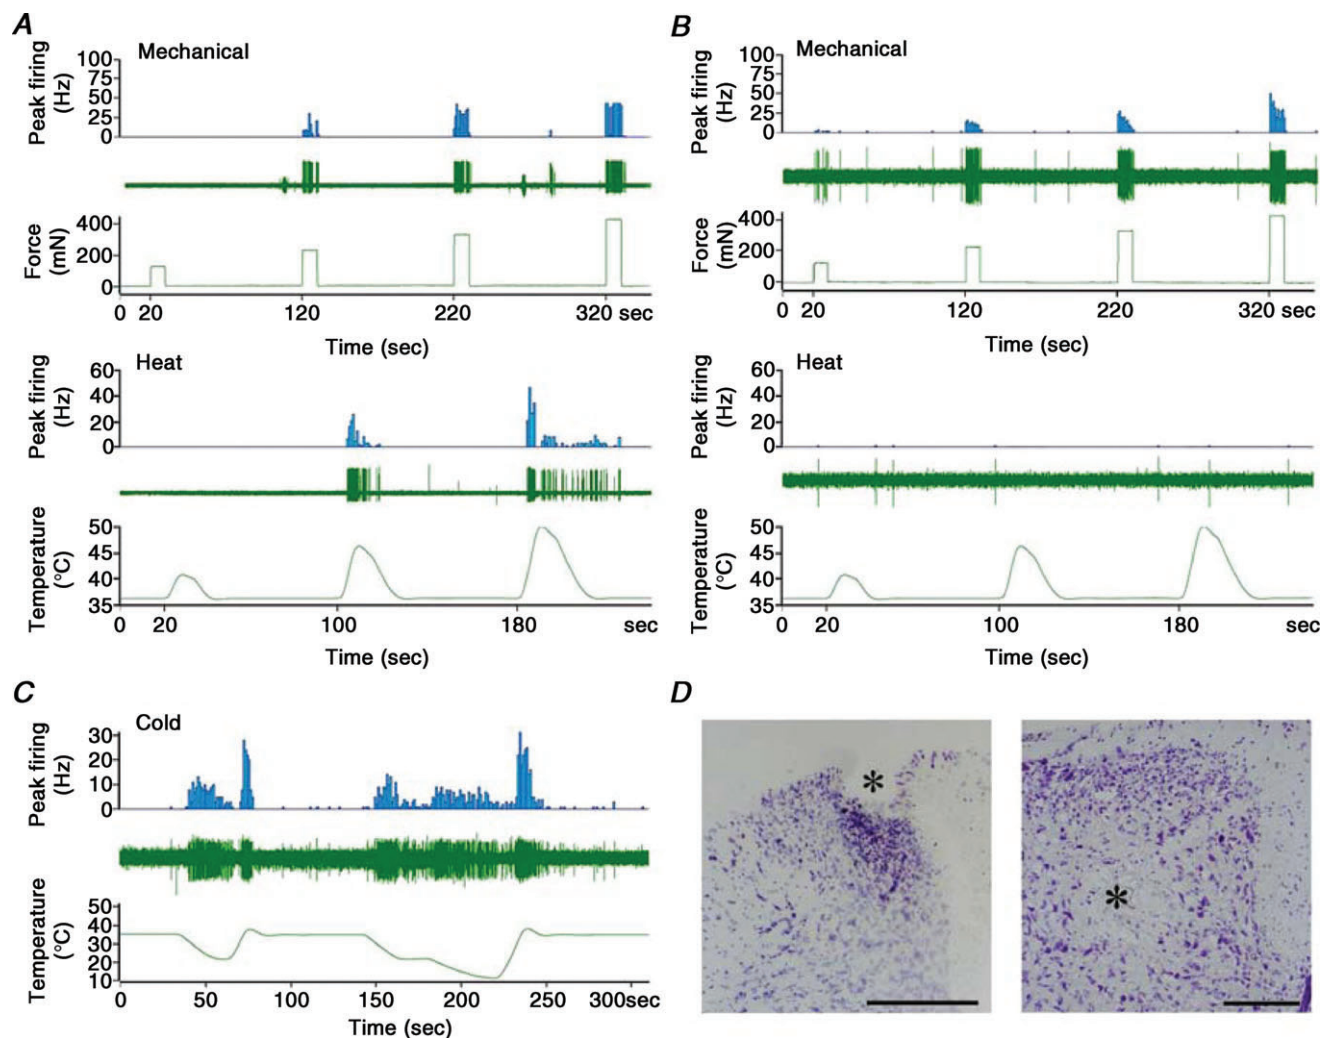 A
Mechanical
Peak firing
(Hz)
100
75
50
25
0
Force
(mN)
400
200
0
0 20 120 220 320 sec
Time (sec)
Heat
Peak firing
(Hz)
60
40
20
0
Temperature
(°C)
50
45
40
35
0 20 100 180 sec
Time (sec)
B
Mechanical
Peak firing
(Hz)
100
75
50
25
0
Force
(mN)
400
200
0
0 20 120 220 320 sec
Time (sec)
Heat
Peak firing
(Hz)
60
40
20
0
Temperature
(°C)
50
45
40
35
0 20 100 180 sec
Time (sec)
C
Cold
Peak firing
(Hz)
30
20
10
0
Temperature
(°C)
50
40
30
20
10
0 50 100 150 200 250 300sec
Time (sec)
D
*
*